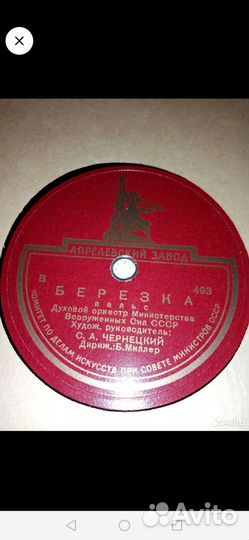 АПРЕЛЕВСКИЙ ЗАВОД
В
БЕРЕЗКА
493
вальс
Духовой оркестр Министерства
Вооруженных Сил СССР
Худож. руководитель:
С. А. ЧЕРНЕЦКИЙ
Дириж.: Б. Миллер
КОМИТЕТ ПО ДЕЛАМ ИСКУССТВ ПРИ СОВЕТЕ МИНИСТРОВ СССР
Avito
Avito